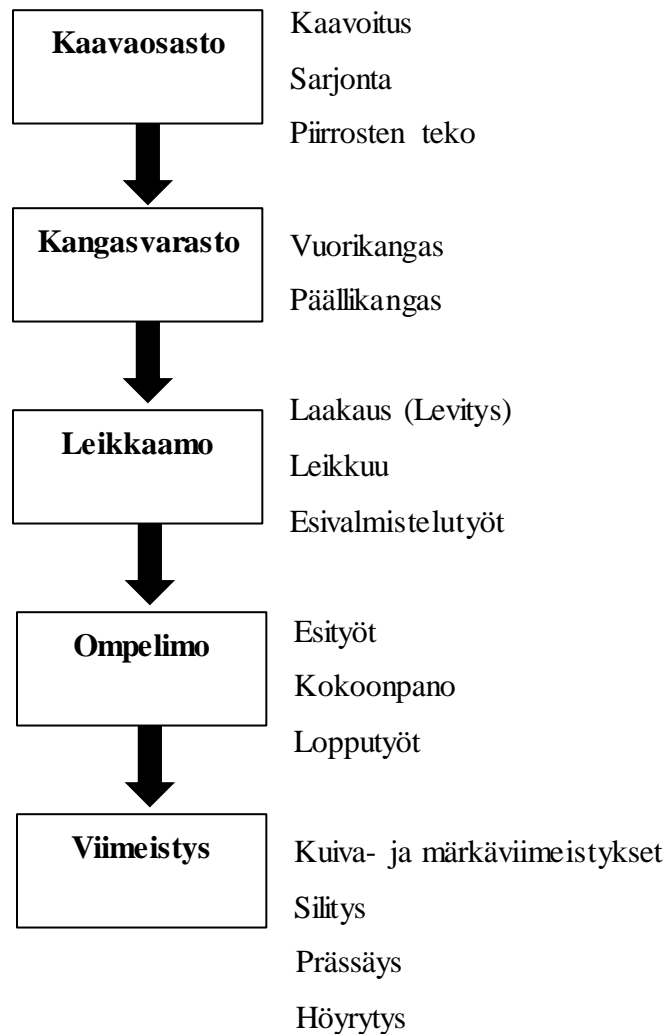 Kaavaosasto
Kaavoitus
Sarjonta
Piirrosten teko
Kangasvarasto
Vuorikangas
Päällikangas
Leikkaamo
Laakaus (Levitys)
Leikkuu
Esivalmistelutyöt
Ompelimo
Esityöt
Kokoonpano
Lopputyöt
Viimeistys
Kuiva- ja märkäviimeistykset
Silitys
Prässäys
Höyrytys